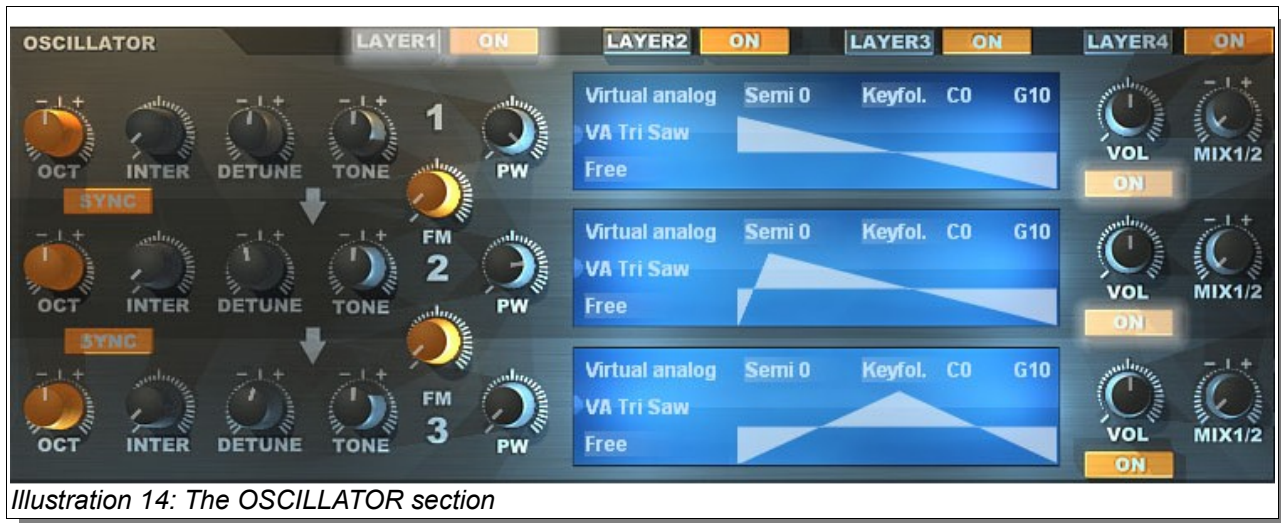 OSCILLATOR LAYER1 ON LAYER2 ON LAYER3 ON LAYER4 ON
- I + - I + - I + - I +
OCT INTER DETUNE TONE 1 PW
Virtual analog Semi 0 Keyfol. C0 G10
VA Tri Saw
Free
VOL MIX1/2
ON
SYNC
FM
OCT INTER DETUNE TONE 2 PW
Virtual analog Semi 0 Keyfol. C0 G10
VA Tri Saw
Free
VOL MIX1/2
ON
SYNC
FM
OCT INTER DETUNE TONE 3 PW
Virtual analog Semi 0 Keyfol. C0 G10
VA Tri Saw
Free
VOL MIX1/2
ON
Illustration 14: The OSCILLATOR section